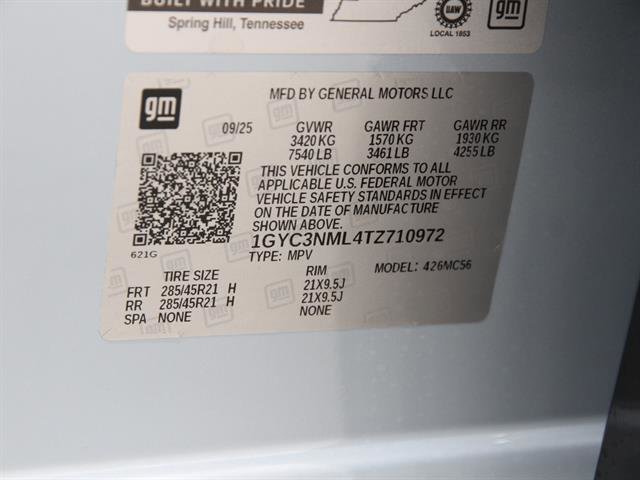 BUILT WITH PRIDE
Spring Hill, Tennessee
UAW
LOCAL 1853
gm
gm
MFD BY GENERAL MOTORS LLC
09/25 GVWR GAWR FRT GAWR RR
3420 KG 1570 KG 1930 KG
7540 LB 3461 LB 4255 LB
THIS VEHICLE CONFORMS TO ALL
APPLICABLE U.S. FEDERAL MOTOR
VEHICLE SAFETY STANDARDS IN EFFECT
ON THE DATE OF MANUFACTURE
SHOWN ABOVE.
621G
1GYC3NML4TZ710972
TYPE: MPV MODEL: 426MC56
TIRE SIZE RIM
FRT 285/45R21 H 21X9.5J
RR 285/45R21 H 21X9.5J
SPA NONE NONE